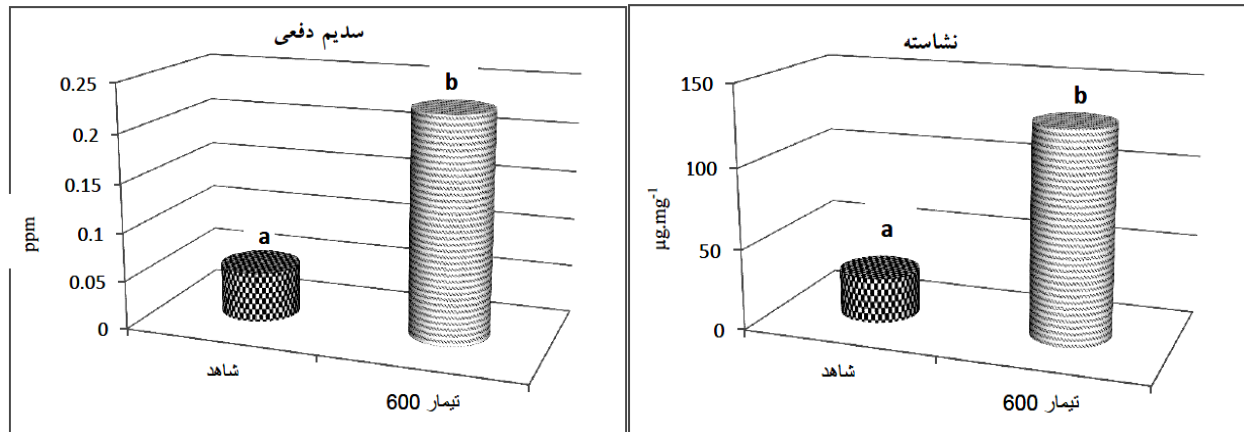 سدیم دفعی
b
0.25
0.2
a
0.15
ppm
0.1
0.05
0
شاهد
تیمار 600
نشاسته
150
b
100
a
µg.mg⁻¹
50
0
شاهد
تیمار 600